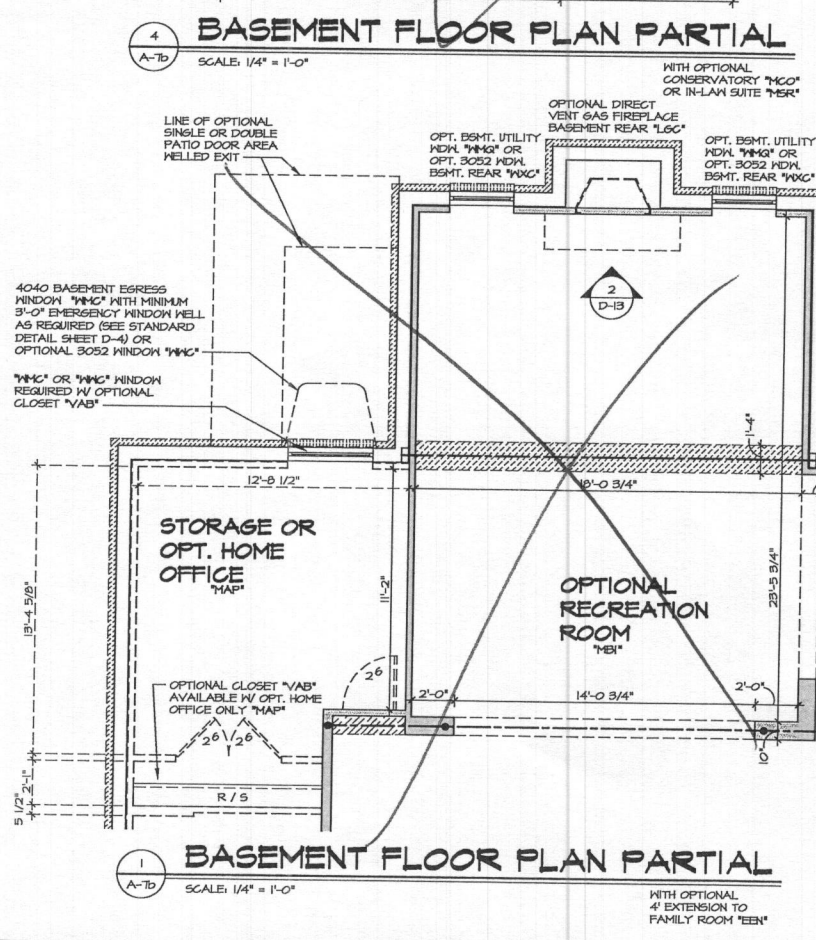 4
A-7b
BASEMENT FLOOR PLAN PARTIAL
SCALE: 1/4" = 1'-0"
WITH OPTIONAL
CONSERVATORY "MCO"
OR IN-LAW SUITE "MSR"
LINE OF OPTIONAL
SINGLE OR DOUBLE
PATIO DOOR AREA
WELLED EXIT
OPTIONAL DIRECT
VENT GAS FIREPLACE
BASEMENT REAR "LGC"
OPT. BSMT. UTILITY
WDW. "WMQ" OR
OPT. 3052 WDW.
BSMT. REAR "WXC"
OPT. BSMT. UTILITY
WDW. "WMQ" OR
OPT. 3052 WDW.
BSMT. REAR "WXC"
4040 BASEMENT EGRESS
WINDOW "WMC" WITH MINIMUM
3'-0" EMERGENCY WINDOW WELL
AS REQUIRED (SEE STANDARD
DETAIL SHEET D-4) OR
OPTIONAL 3052 WINDOW "WWC"
2
D-13
"WMC" OR "WWC" WINDOW
REQUIRED W/ OPTIONAL
CLOSET "VAB"
1'-4"
12'-8 1/2"
18'-0 3/4"
STORAGE OR
OPT. HOME
OFFICE
"MAP"
13'-4 5/8"
11'-2"
23'-5 3/4"
OPTIONAL
RECREATION
ROOM
"MB1"
OPTIONAL CLOSET "VAB"
AVAILABLE W/ OPT. HOME
OFFICE ONLY "MAP"
26
2'-0"
14'-0 3/4"
2'-0"
26 26
10"
2'-1"
5 1/2"
R / S
1
A-7b
BASEMENT FLOOR PLAN PARTIAL
SCALE: 1/4" = 1'-0"
WITH OPTIONAL
4' EXTENSION TO
FAMILY ROOM "EEN"